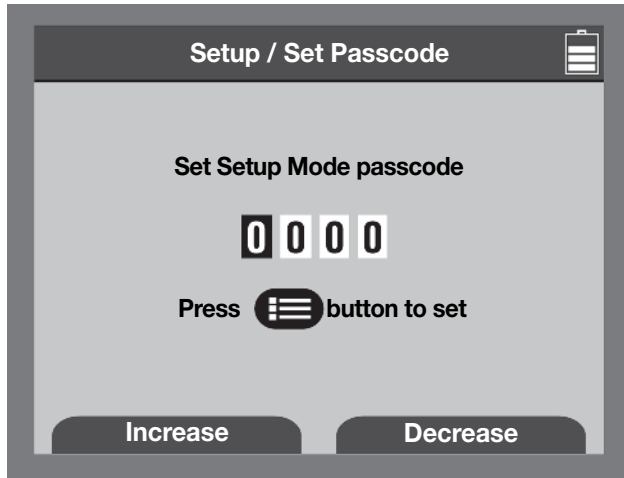 Setup / Set Passcode
Set Setup Mode passcode
0 0 0 0
Press button to set
Increase Decrease